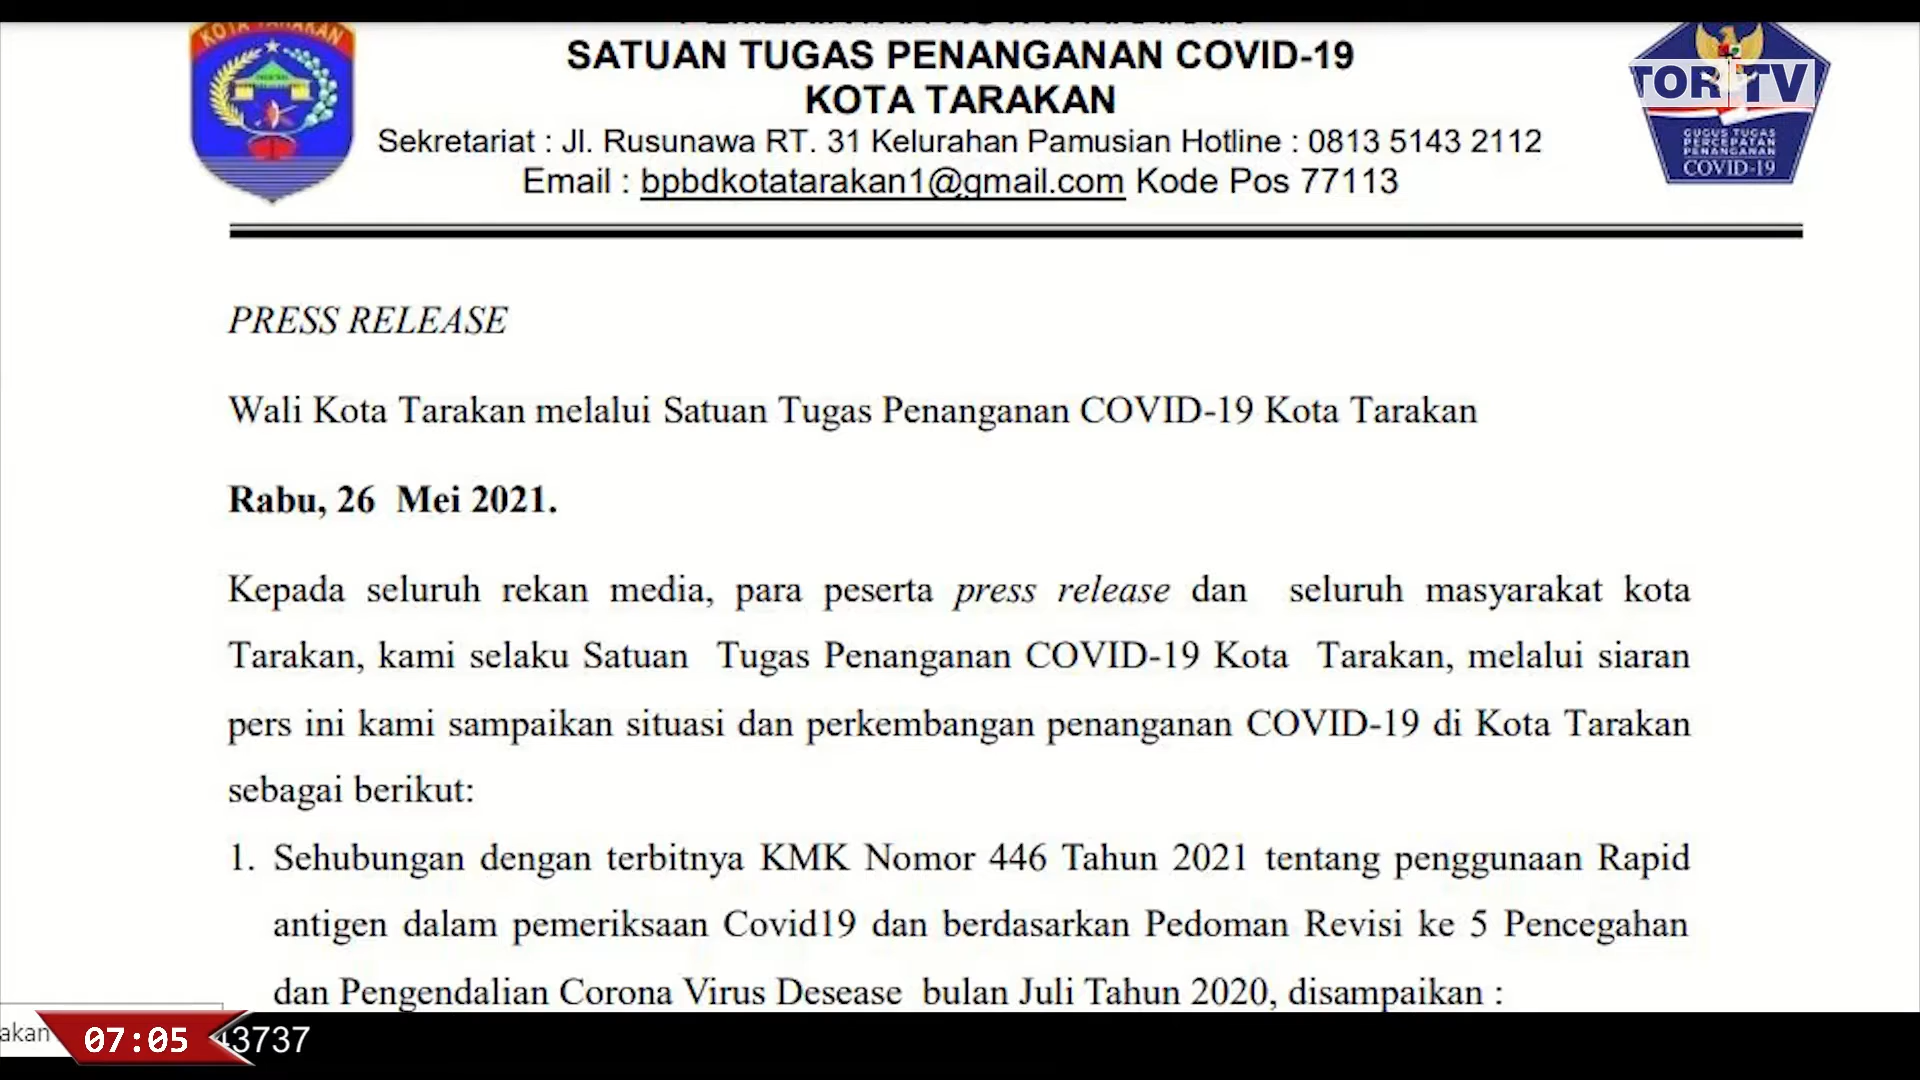 KOTA TARAKAN
SATUAN TUGAS PENANGANAN COVID-19
KOTA TARAKAN
Sekretariat : Jl. Rusunawa RT. 31 Kelurahan Pamusian Hotline : 0813 5143 2112
Email : bpbdkotatarakan1@gmail.com Kode Pos 77113
TOR TV
GUGUS TUGAS
PERCEPATAN
PENANGANAN
COVID-19
PRESS RELEASE
Wali Kota Tarakan melalui Satuan Tugas Penanganan COVID-19 Kota Tarakan
Rabu, 26 Mei 2021.
Kepada seluruh rekan media, para peserta press release dan seluruh masyarakat kota
Tarakan, kami selaku Satuan Tugas Penanganan COVID-19 Kota Tarakan, melalui siaran
pers ini kami sampaikan situasi dan perkembangan penanganan COVID-19 di Kota Tarakan
sebagai berikut:
1. Sehubungan dengan terbitnya KMK Nomor 446 Tahun 2021 tentang penggunaan Rapid
antigen dalam pemeriksaan Covid19 dan berdasarkan Pedoman Revisi ke 5 Pencegahan
dan Pengendalian Corona Virus Desease bulan Juli Tahun 2020, disampaikan :
akan
07:05
43737